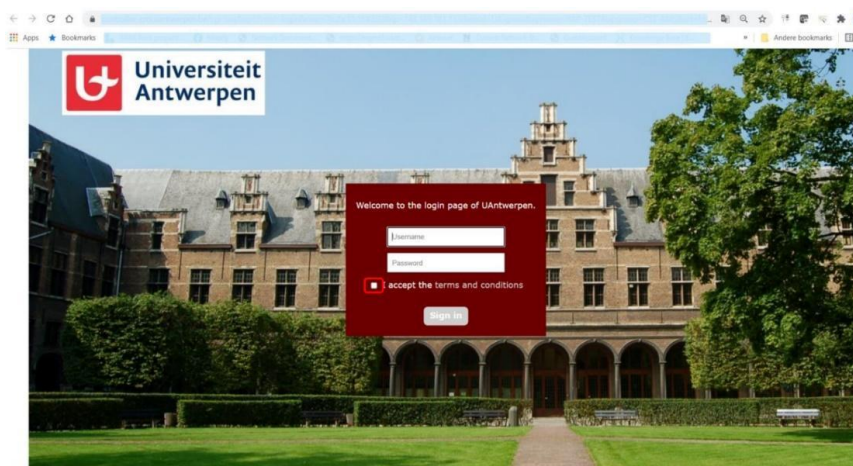 Apps
Bookmarks
Andere bookmarks
Universiteit
Antwerpen
Welcome to the login page of UAntwerpen.
Username
Password
I accept the terms and conditions
Sign in